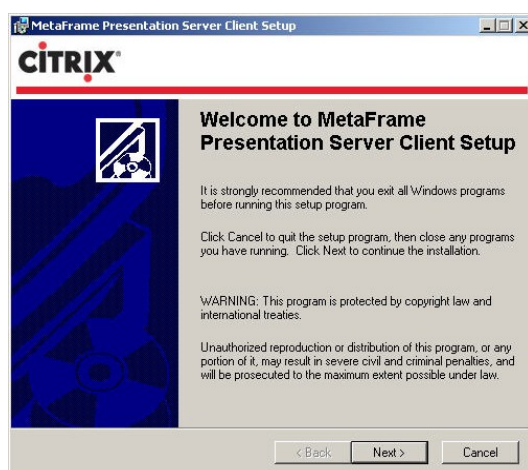 MetaFrame Presentation Server Client Setup
CITRIX®
Welcome to MetaFrame
Presentation Server Client Setup
It is strongly recommended that you exit all Windows programs
before running this setup program.
Click Cancel to quit the setup program, then close any programs
you have running. Click Next to continue the installation.
WARNING: This program is protected by copyright law and
international treaties.
Unauthorized reproduction or distribution of this program, or any
portion of it, may result in severe civil and criminal penalties, and
will be prosecuted to the maximum extent possible under law.
< Back Next > Cancel